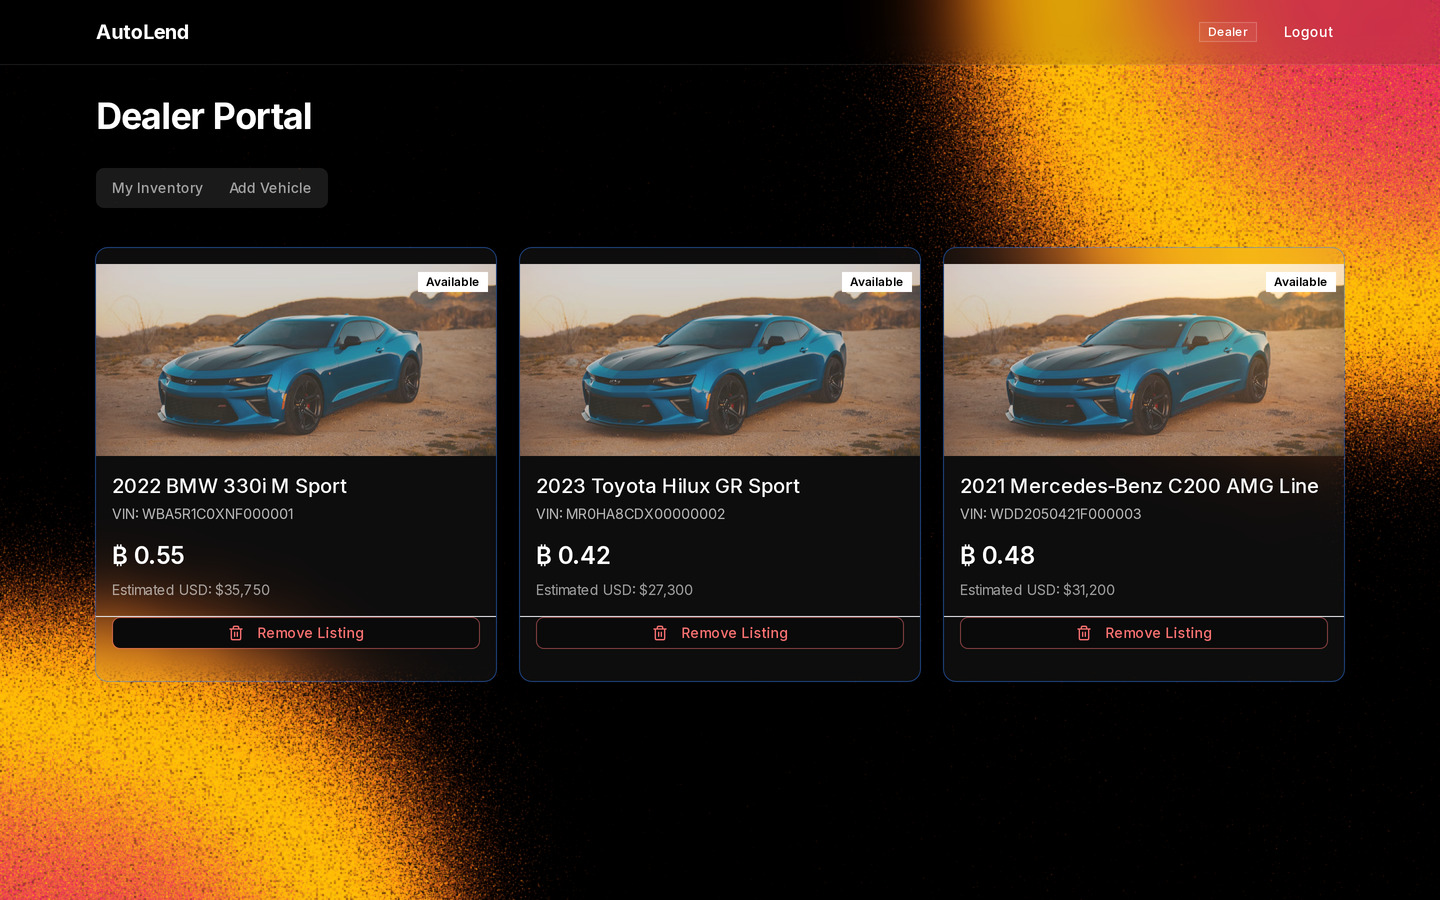 AutoLend
Dealer
Logout
Dealer Portal
My Inventory
Add Vehicle
Available
2022 BMW 330i M Sport
VIN: WBA5R1C0XNF000001
₿ 0.55
Estimated USD: $35,750
Remove Listing
Available
2023 Toyota Hilux GR Sport
VIN: MR0HA8CDX00000002
₿ 0.42
Estimated USD: $27,300
Remove Listing
Available
2021 Mercedes-Benz C200 AMG Line
VIN: WDD2050421F000003
₿ 0.48
Estimated USD: $31,200
Remove Listing